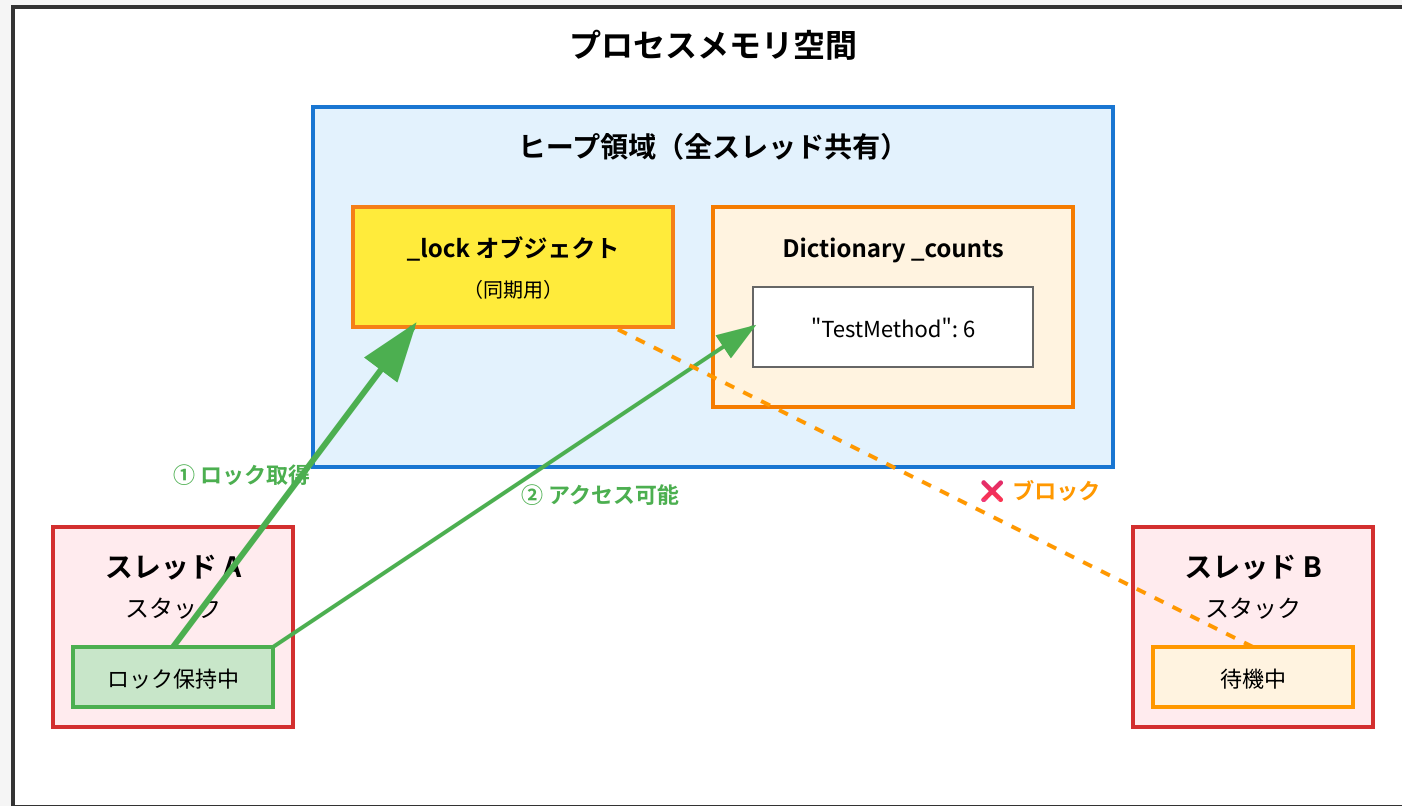 プロセスメモリ空間
ヒープ領域（全スレッド共有）
_lock オブジェクト
（同期用）
Dictionary _counts
"TestMethod": 6
① ロック取得
② アクセス可能
❌ ブロック
スレッド A
スタック
ロック保持中
スレッド B
スタック
待機中